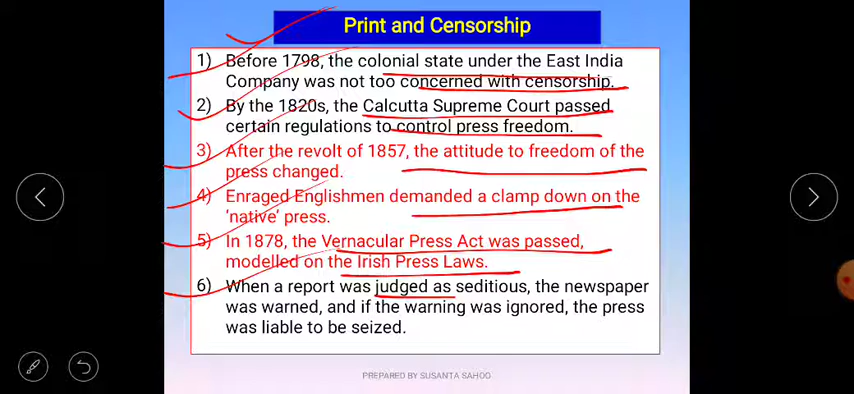 Print and Censorship
1) Before 1798, the colonial state under the East India
Company was not too concerned with censorship.
2) By the 1820s, the Calcutta Supreme Court passed
certain regulations to control press freedom.
3) After the revolt of 1857, the attitude to freedom of the
press changed.
4) Enraged Englishmen demanded a clamp down on the
‘native’ press.
5) In 1878, the Vernacular Press Act was passed,
modelled on the Irish Press Laws.
6) When a report was judged as seditious, the newspaper
was warned, and if the warning was ignored, the press
was liable to be seized.
PREPARED BY SUSANTA SAHOO